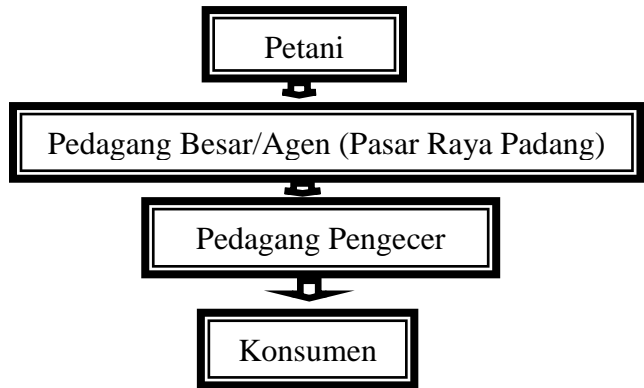 Petani
Pedagang Besar/Agen (Pasar Raya Padang)
Pedagang Pengecer
Konsumen